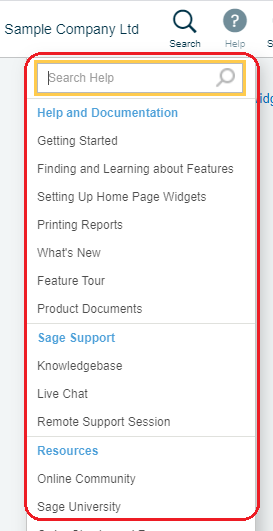 Sample Company Ltd
Search
Help
S
Search Help
Help and Documentation
Getting Started
Finding and Learning about Features
Setting Up Home Page Widgets
Printing Reports
What's New
Feature Tour
Product Documents
Sage Support
Knowledgebase
Live Chat
Remote Support Session
Resources
Online Community
Sage University